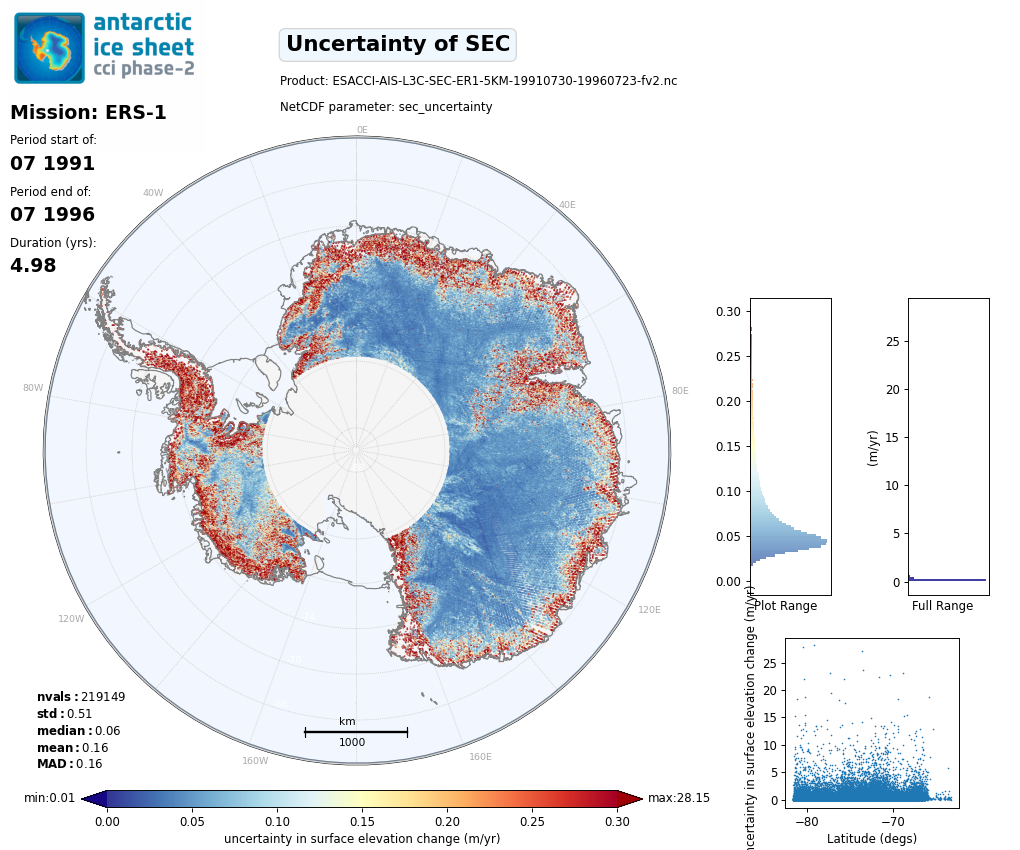 antarctic
ice sheet
cci phase-2
Uncertainty of SEC
Product: ESACCI-AIS-L3C-SEC-ER1-5KM-19910730-19960723-fv2.nc
NetCDF parameter: sec_uncertainty
Mission: ERS-1
Period start of:
07 1991
Period end of:
07 1996
Duration (yrs):
4.98
0E
40W
40E
80W
80E
120W
120E
160W
160E
-70
km
1000
nvals: 219149
std: 0.51
median: 0.06
mean: 0.16
MAD: 0.16
min:0.01
max:28.15
0.00 0.05 0.10 0.15 0.20 0.25 0.30
uncertainty in surface elevation change (m/yr)
0.30
0.25
0.20
0.15
0.10
0.05
0.00
Plot Range
(m/yr)
25
20
15
10
5
0
Full Range
ncertainty in surface elevation change (m/yr)
25
20
15
10
5
0
−80 −70
Latitude (degs)